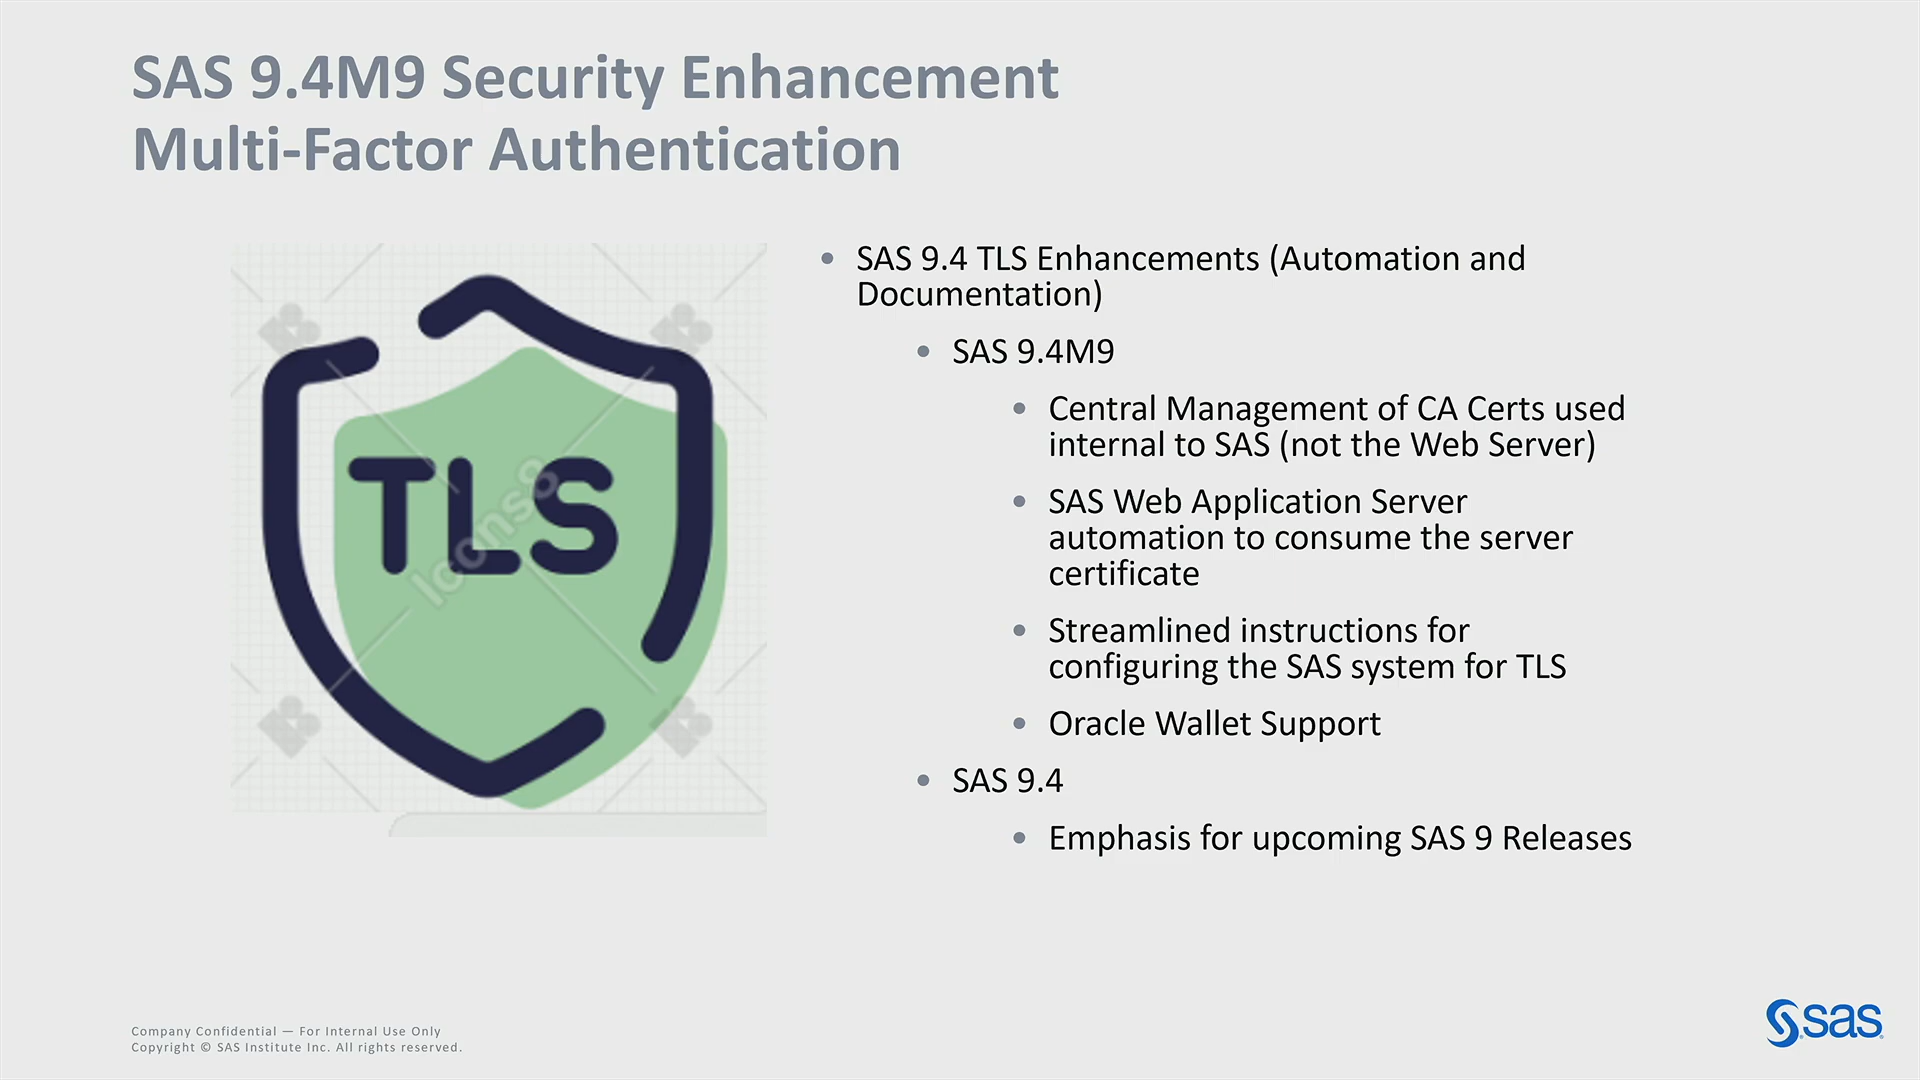 SAS 9.4M9 Security Enhancement
Multi-Factor Authentication
TLS
Icons8
• SAS 9.4 TLS Enhancements (Automation and
Documentation)
• SAS 9.4M9
• Central Management of CA Certs used
internal to SAS (not the Web Server)
• SAS Web Application Server
automation to consume the server
certificate
• Streamlined instructions for
configuring the SAS system for TLS
• Oracle Wallet Support
• SAS 9.4
• Emphasis for upcoming SAS 9 Releases
Company Confidential — For Internal Use Only
Copyright © SAS Institute Inc. All rights reserved.
sas